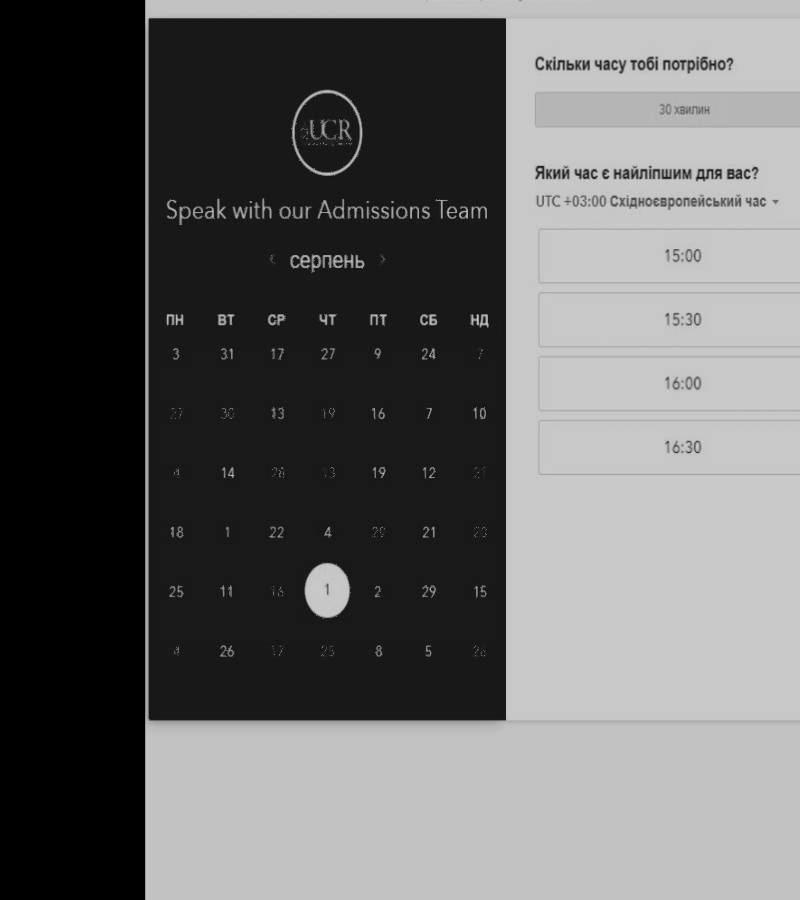 UCR
Speak with our Admissions Team
‹ серпень ›
ПН ВТ СР ЧТ ПТ СБ НД
3 31 17 27 9 24 7
27 30 13 19 16 7 10
4 14 28 13 19 12 21
18 1 22 4 29 21 23
25 11 18 1 2 29 15
4 26 17 25 8 5 26
Скільки часу тобі потрібно?
30 хвилин
Який час є найліпшим для вас?
UTC +03:00 Східноєвропейський час
15:00
15:30
16:00
16:30